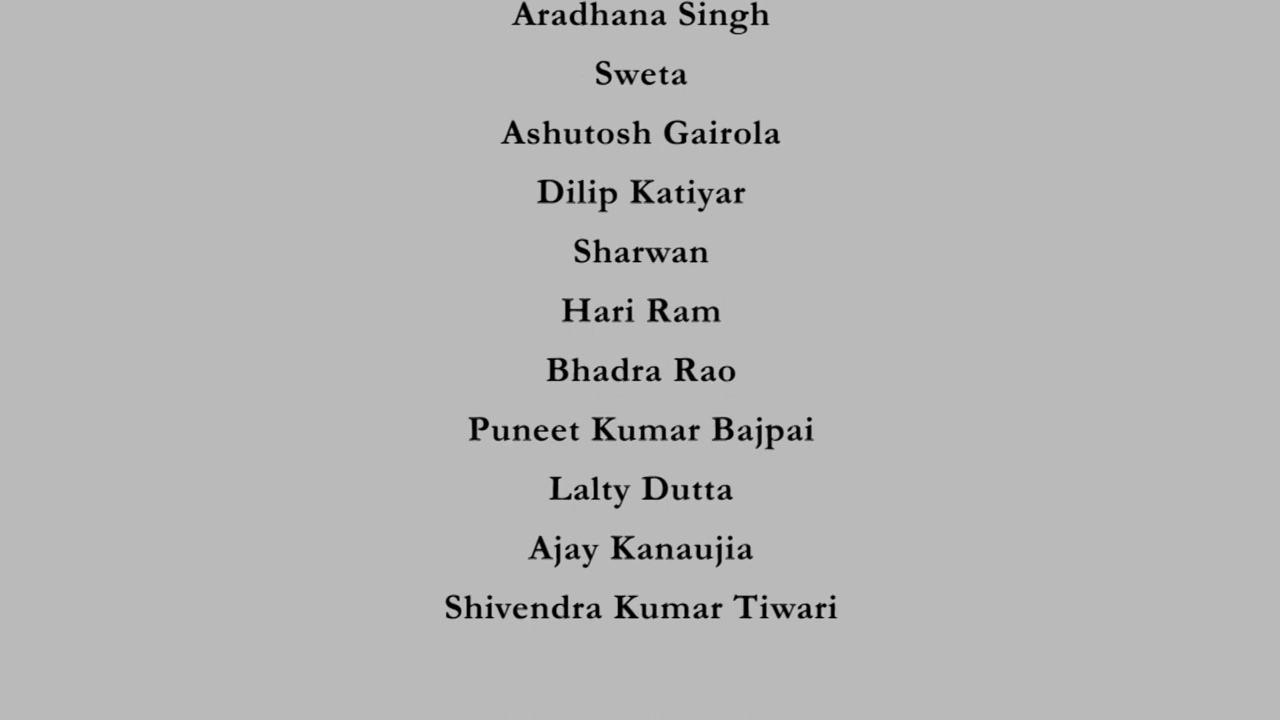 Aradhana Singh
Sweta
Ashutosh Gairola
Dilip Katiyar
Sharwan
Hari Ram
Bhadra Rao
Puneet Kumar Bajpai
Lalty Dutta
Ajay Kanaujia
Shivendra Kumar Tiwari